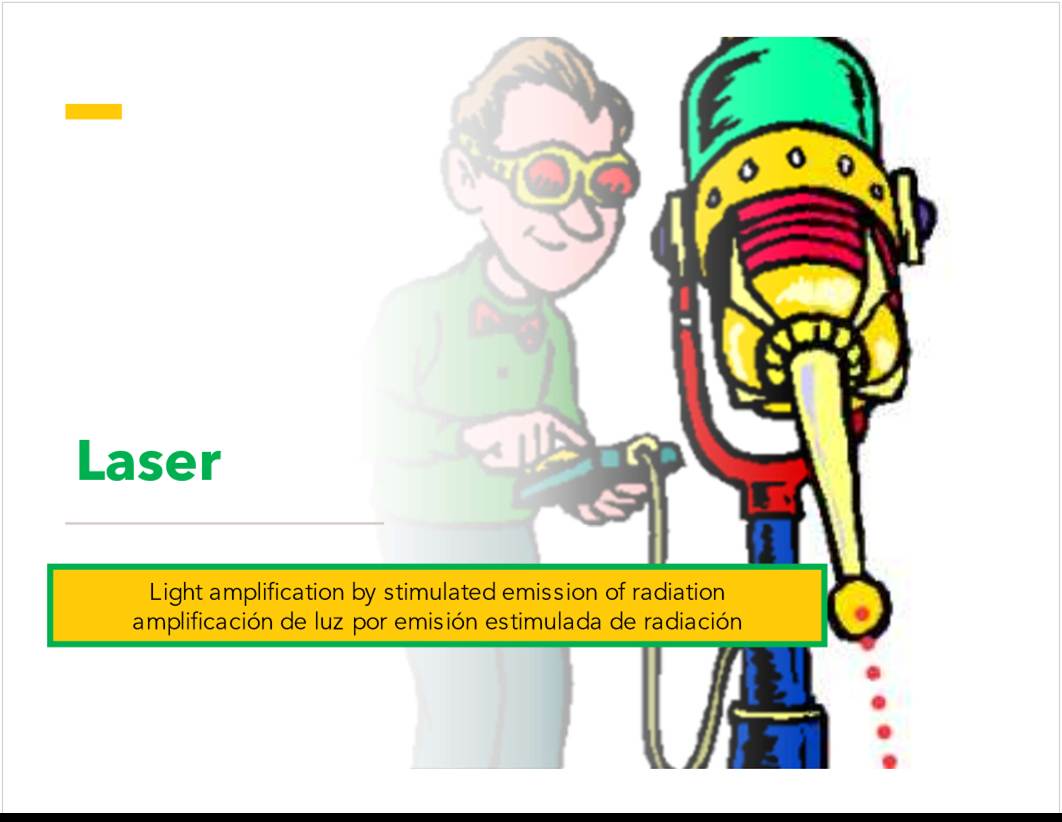 Laser
Light amplification by stimulated emission of radiation
amplificación de luz por emisión estimulada de radiación